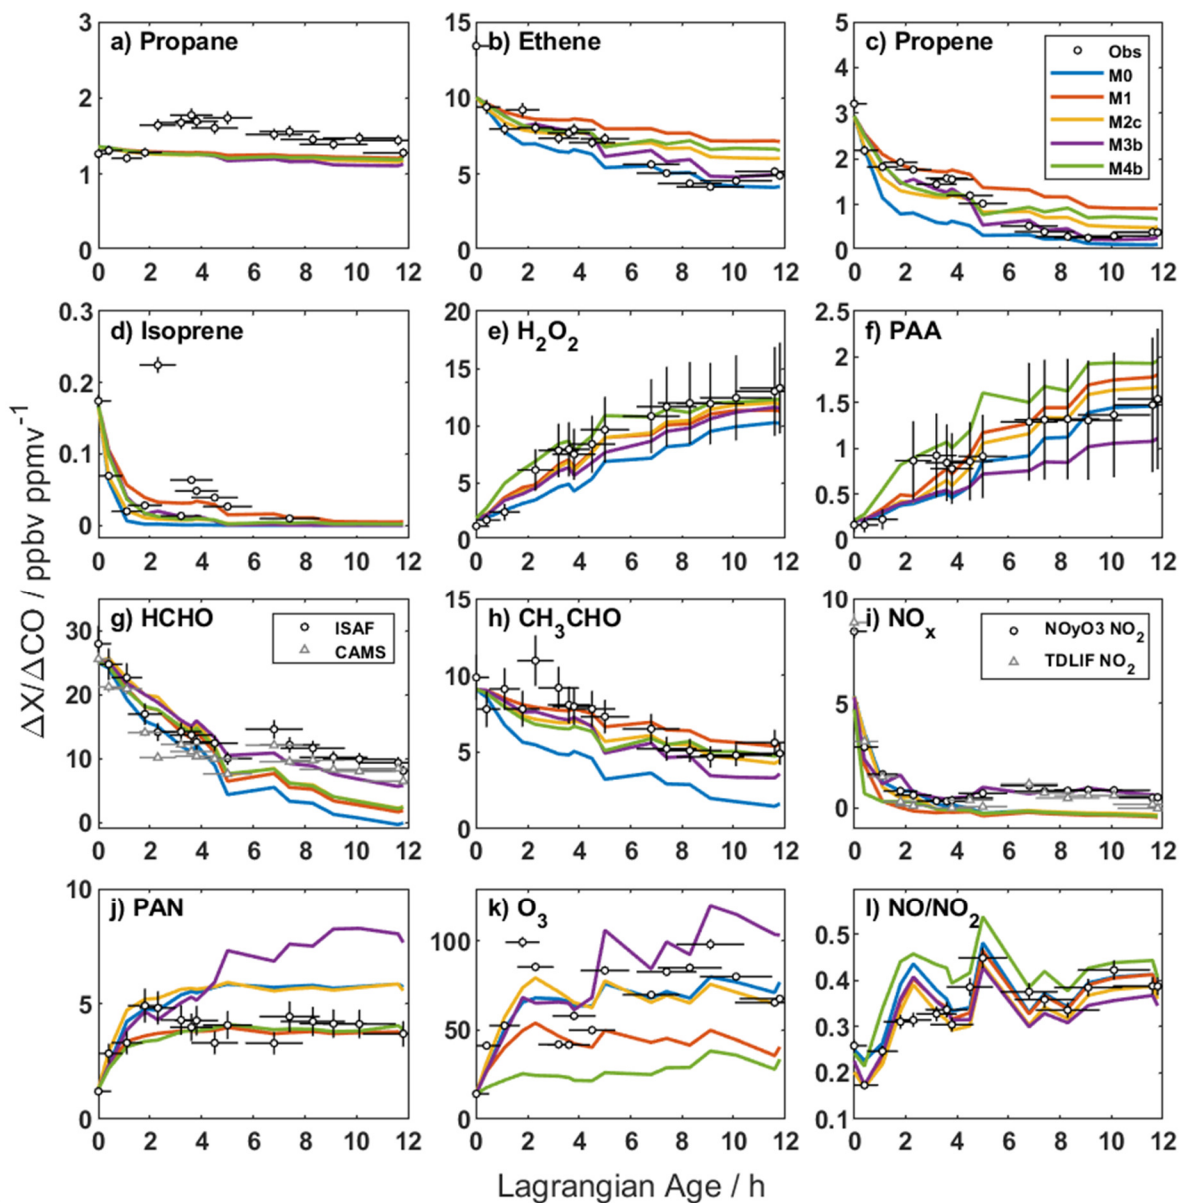 a) Propane
b) Ethene
c) Propene
Obs
M0
M1
M2c
M3b
M4b
3
2
1
0
0 2 4 6 8 10 12
15
10
5
0
0 2 4 6 8 10 12
5
4
3
2
1
0
0 2 4 6 8 10 12
d) Isoprene
e) H₂O₂
f) PAA
0.3
0.2
0.1
0
0 2 4 6 8 10 12
20
15
10
5
0
0 2 4 6 8 10 12
2.5
2
1.5
1
0.5
0
0 2 4 6 8 10 12
ΔX/ΔCO / ppbv ppmv⁻¹
g) HCHO
ISAF
CAMS
h) CH₃CHO
i) NOₓ
NOyO3 NO₂
TDLIF NO₂
30
20
10
0
0 2 4 6 8 10 12
15
10
5
0
0 2 4 6 8 10 12
10
5
0
0 2 4 6 8 10 12
j) PAN
k) O₃
l) NO/NO₂
10
5
0
0 2 4 6 8 10 12
100
50
0
0 2 4 6 8 10 12
0.5
0.4
0.3
0.2
0.1
0 2 4 6 8 10 12
Lagrangian Age / h